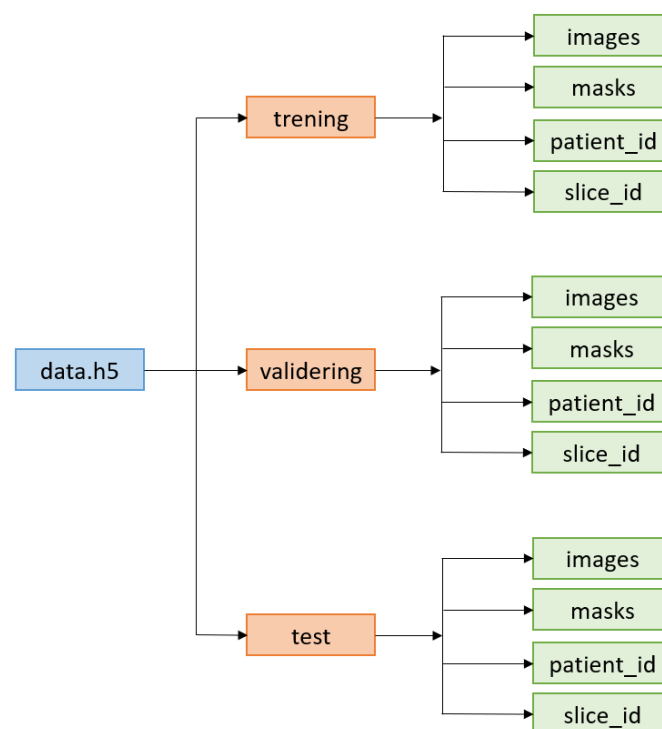 data.h5
trening
images
masks
patient_id
slice_id
validering
images
masks
patient_id
slice_id
test
images
masks
patient_id
slice_id